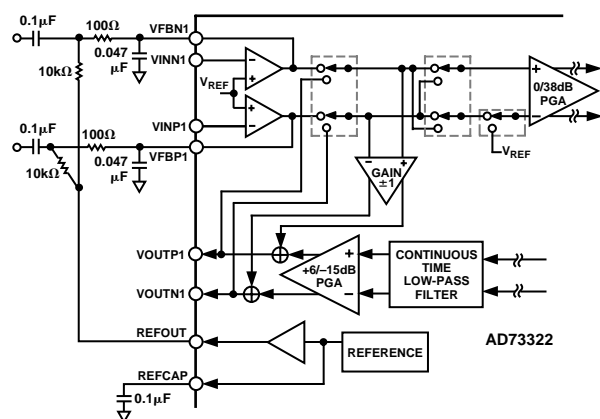 0.1μF
100Ω
VFBN1
0.047
μF
VINN1
10kΩ
VREF
0/38dB
PGA
0.1μF
100Ω
VINP1
VFBP1
0.047
μF
10kΩ
VREF
GAIN
±1
VOUTP1
+6/–15dB
PGA
CONTINUOUS
TIME
LOW-PASS
FILTER
VOUTN1
REFOUT
AD73322
REFERENCE
REFCAP
0.1μF